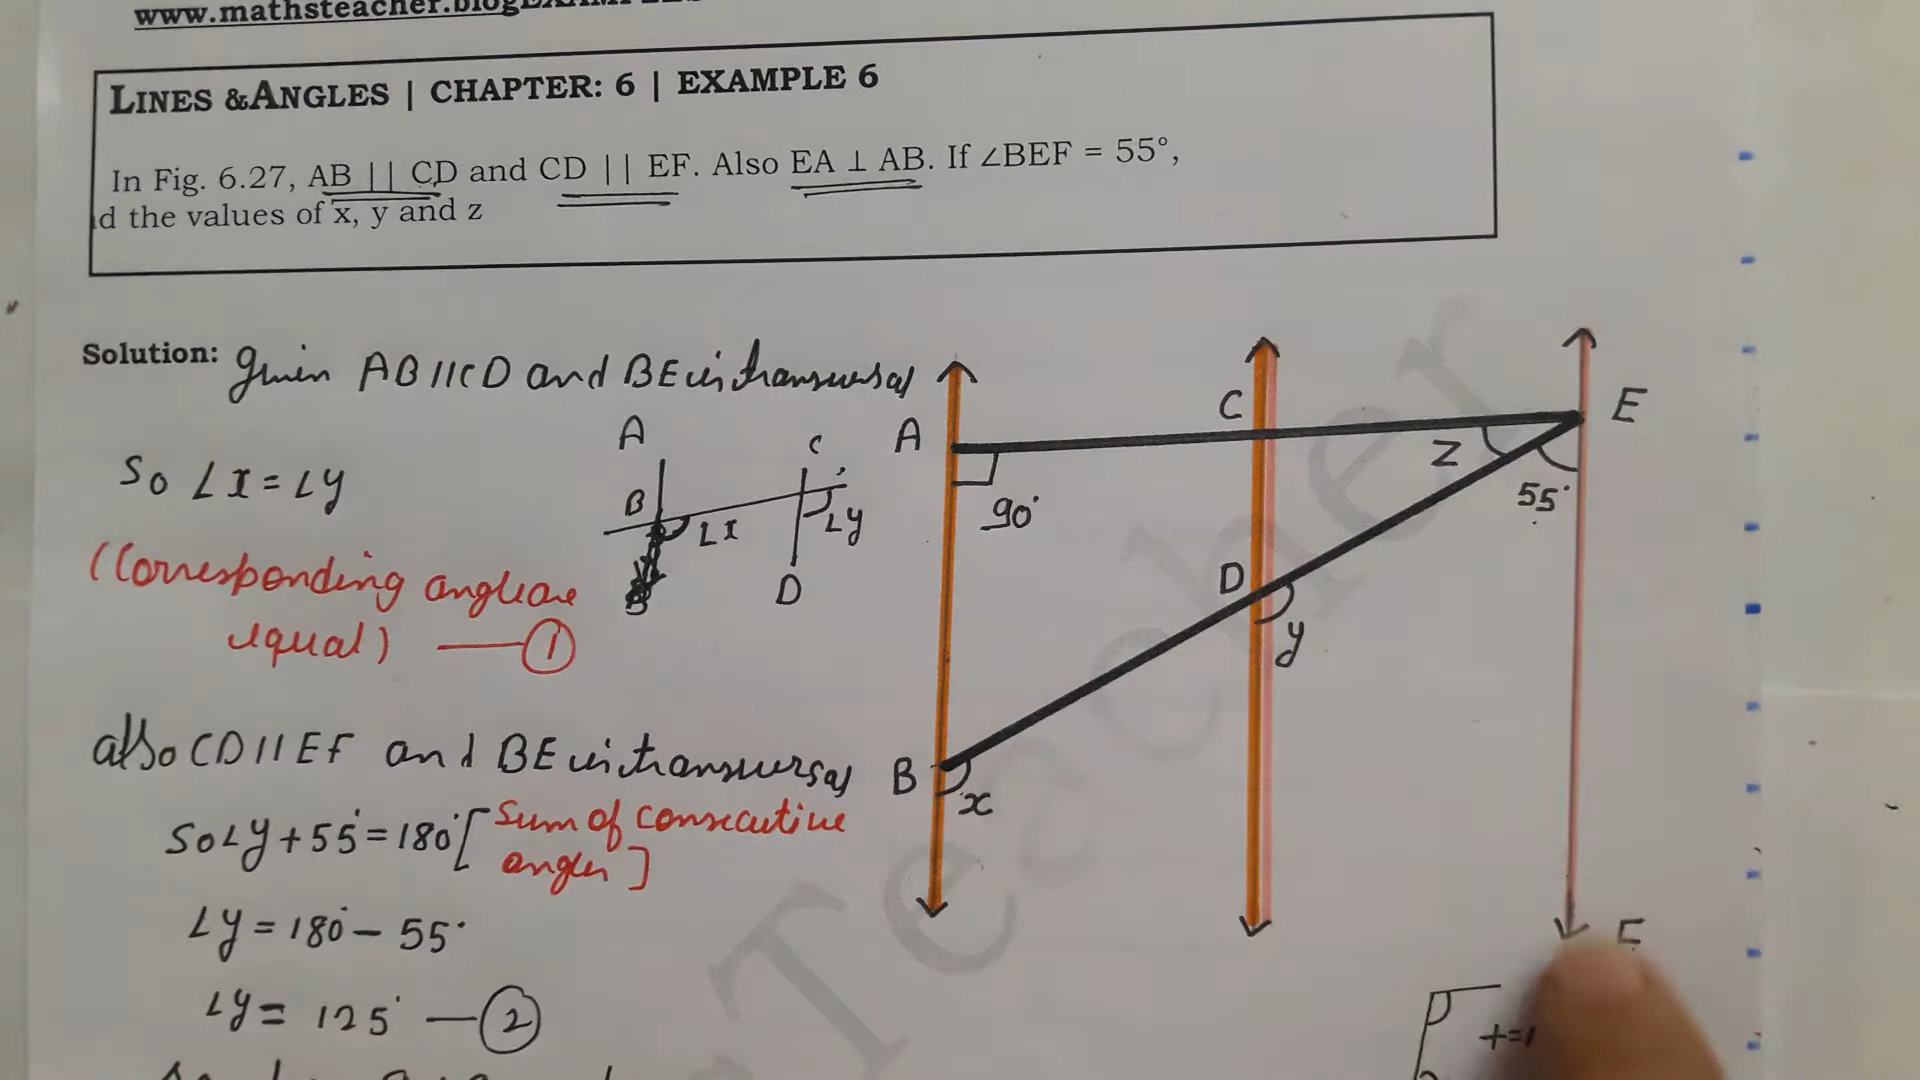 www.mathsteacher.blog
LINES &ANGLES | CHAPTER: 6 | EXAMPLE 6
In Fig. 6.27, AB || CD and CD || EF. Also EA ⊥ AB. If ∠BEF = 55°,
d the values of x, y and z
Solution: given AB || CD and BE is transversal
So ∠x = ∠y
(Corresponding angle are
equal) — ①
also CD || EF and BE is transversal
So ∠y + 55° = 180° [Sum of consecutive
angles]
∠y = 180° - 55°
∠y = 125° — ②
A
C
B
∠x
∠y
D
A
C
E
90°
z
55°
D
y
B
x
F
Teacher